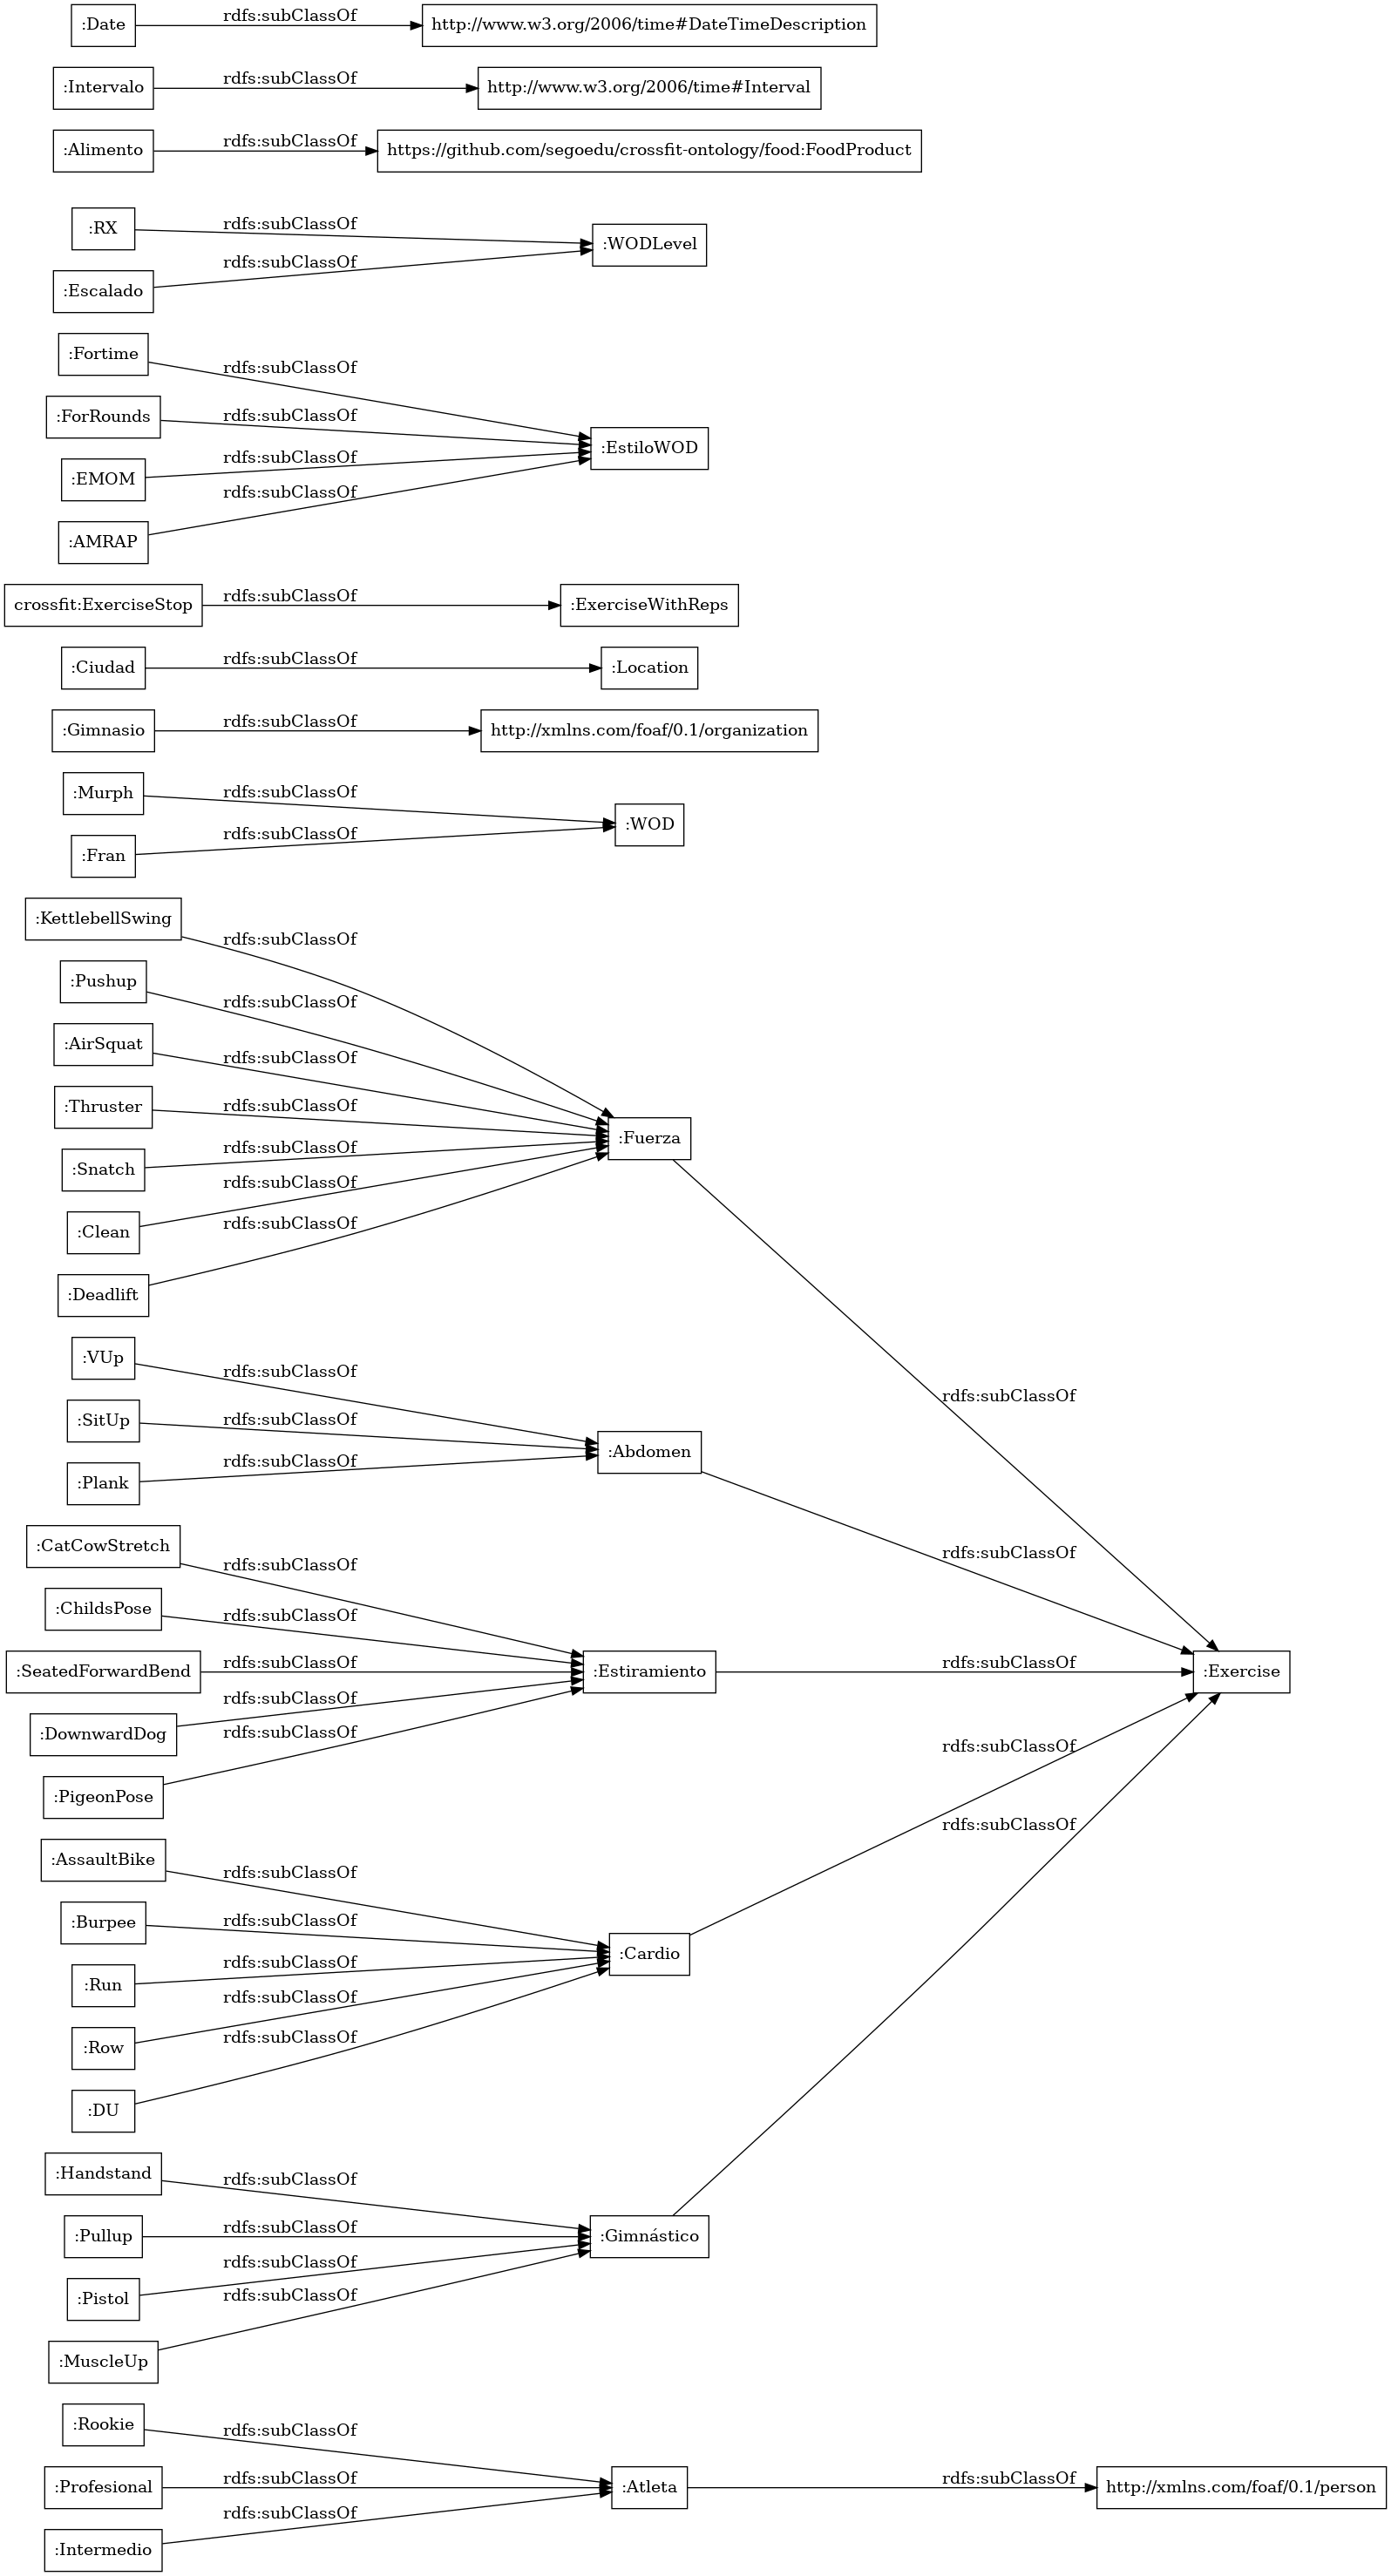 :Date
rdfs:subClassOf
http://www.w3.org/2006/time#DateTimeDescription
:Intervalo
rdfs:subClassOf
http://www.w3.org/2006/time#Interval
:Alimento
rdfs:subClassOf
https://github.com/segoedu/crossfit-ontology/food:FoodProduct
:RX
rdfs:subClassOf
:WODLevel
:Escalado
rdfs:subClassOf
:Fortime
rdfs:subClassOf
:ForRounds
rdfs:subClassOf
:EstiloWOD
:EMOM
rdfs:subClassOf
:AMRAP
rdfs:subClassOf
crossfit:ExerciseStop
rdfs:subClassOf
:ExerciseWithReps
:Ciudad
rdfs:subClassOf
:Location
:Gimnasio
rdfs:subClassOf
http://xmlns.com/foaf/0.1/organization
:Murph
rdfs:subClassOf
:WOD
:Fran
rdfs:subClassOf
:KettlebellSwing
rdfs:subClassOf
:Pushup
rdfs:subClassOf
:AirSquat
rdfs:subClassOf
:Thruster
rdfs:subClassOf
:Fuerza
:Snatch
rdfs:subClassOf
:Clean
rdfs:subClassOf
:Deadlift
rdfs:subClassOf
:VUp
rdfs:subClassOf
rdfs:subClassOf
:SitUp
rdfs:subClassOf
:Abdomen
:Plank
rdfs:subClassOf
:CatCowStretch
rdfs:subClassOf
rdfs:subClassOf
:ChildsPose
rdfs:subClassOf
:SeatedForwardBend
rdfs:subClassOf
:Estiramiento
rdfs:subClassOf
:Exercise
:DownwardDog
rdfs:subClassOf
:PigeonPose
rdfs:subClassOf
rdfs:subClassOf
:AssaultBike
rdfs:subClassOf
rdfs:subClassOf
:Burpee
rdfs:subClassOf
:Cardio
:Run
rdfs:subClassOf
:Row
rdfs:subClassOf
:DU
rdfs:subClassOf
:Handstand
rdfs:subClassOf
:Pullup
rdfs:subClassOf
:Gimnástico
:Pistol
rdfs:subClassOf
:MuscleUp
rdfs:subClassOf
:Rookie
rdfs:subClassOf
:Profesional
rdfs:subClassOf
:Atleta
rdfs:subClassOf
http://xmlns.com/foaf/0.1/person
:Intermedio
rdfs:subClassOf